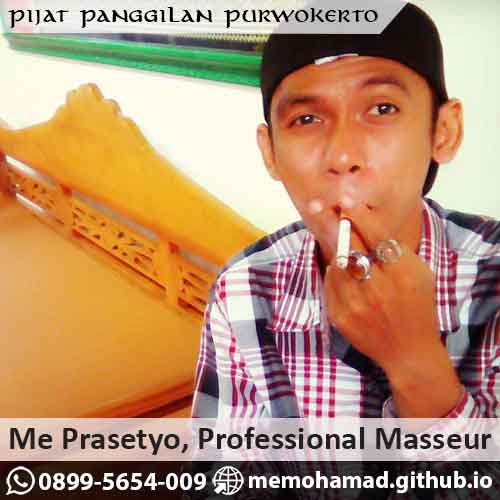 Pijat Panggilan Purwokerto
Me Prasetyo, Professional Masseur
0899-5654-009 memohamad.github.io